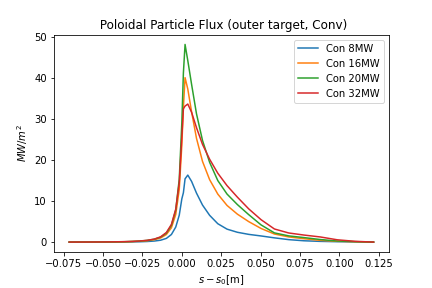 Poloidal Particle Flux (outer target, Conv)
50
40
30
20
10
0
MW/m²
Con 8MW
Con 16MW
Con 20MW
Con 32MW
−0.075 −0.050 −0.025 0.000 0.025 0.050 0.075 0.100 0.125
s − s₀[m]